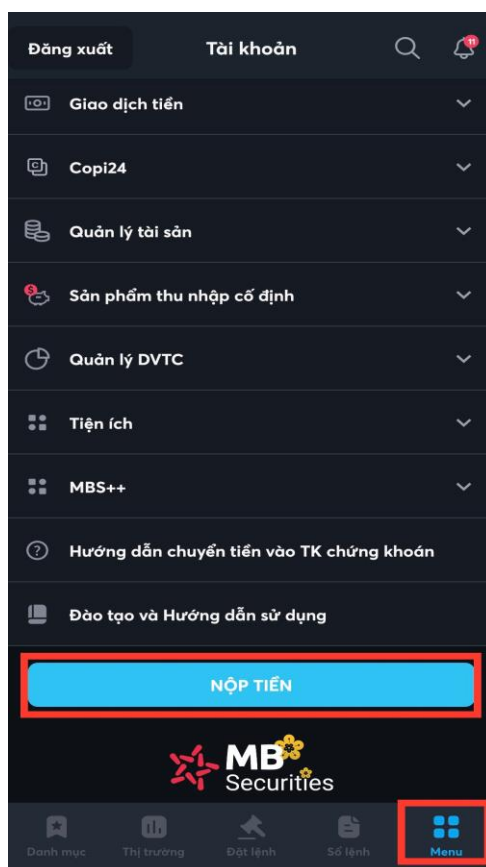 Đăng xuất Tài khoản 11
Giao dịch tiền
Copi24
Quản lý tài sản
Sản phẩm thu nhập cố định
Quản lý DVTC
Tiện ích
MBS++
Hướng dẫn chuyển tiền vào TK chứng khoán
Đào tạo và Hướng dẫn sử dụng
NỘP TIỀN
MB
Securities
Danh mục Thị trường Đặt lệnh Sổ lệnh Menu